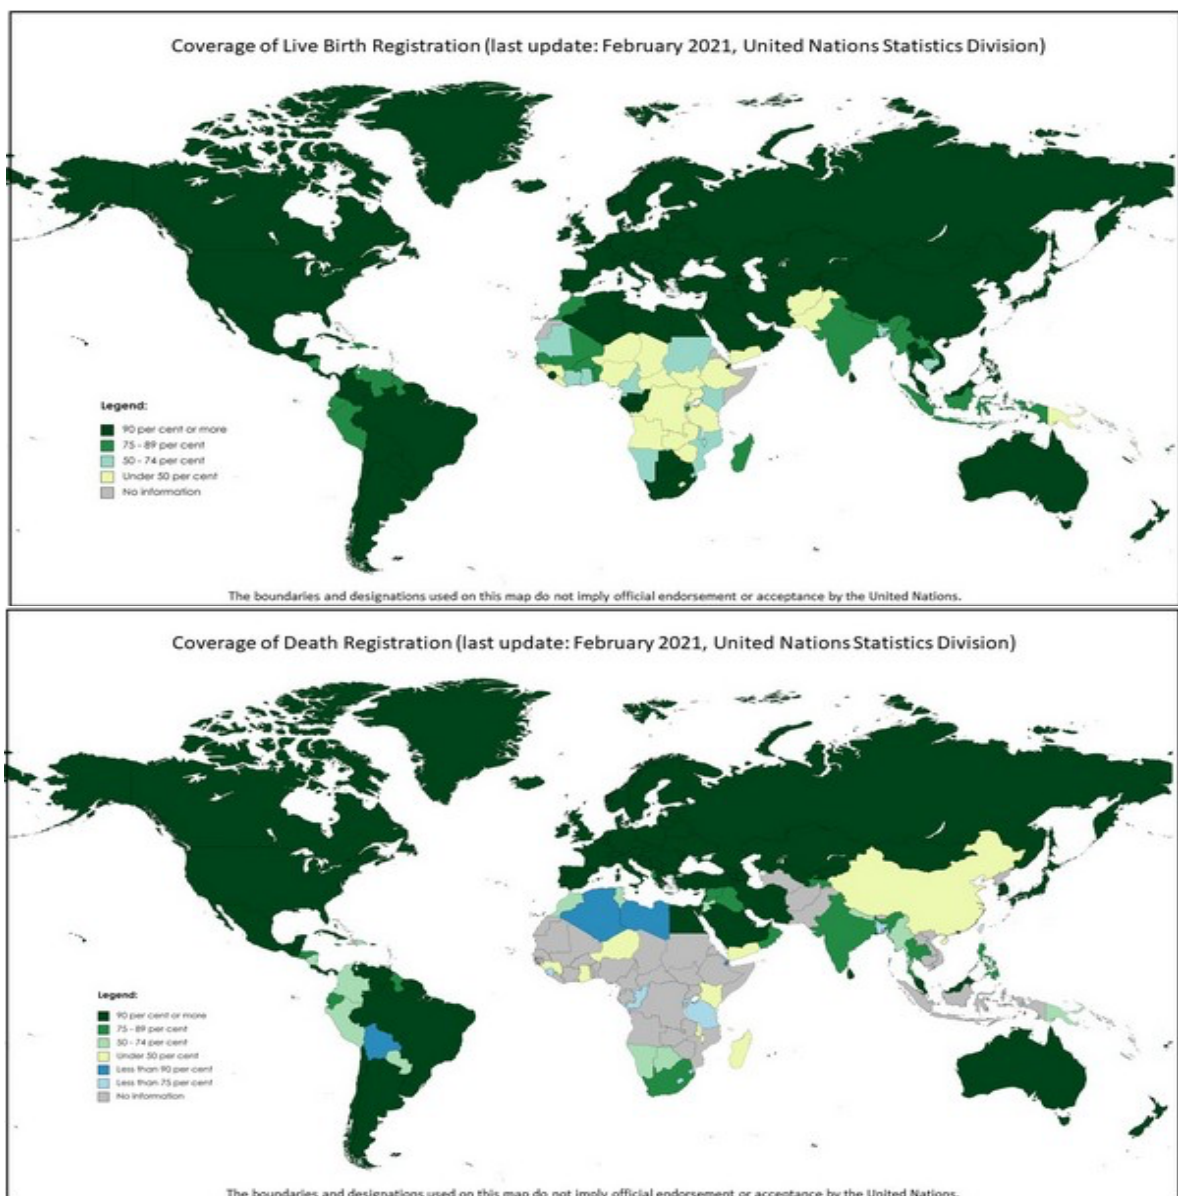 Coverage of Live Birth Registration (last update: February 2021, United Nations Statistics Division)
Legend:
90 per cent or more
75 - 89 per cent
50 - 74 per cent
Under 50 per cent
No information
The boundaries and designations used on this map do not imply official endorsement or acceptance by the United Nations.
Coverage of Death Registration (last update: February 2021, United Nations Statistics Division)
Legend:
90 per cent or more
75 - 89 per cent
50 - 74 per cent
Under 50 per cent
Less than 90 per cent
Less than 75 per cent
No information
The boundaries and designations used on this map do not imply official endorsement or acceptance by the United Nations.